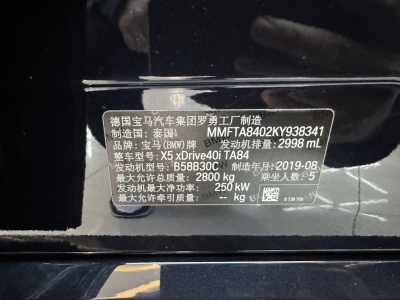 德国宝马汽车集团罗勇工厂制造
制造国: 泰国 MMFTA8402KY938341
品牌: 宝马(BMW)牌 发动机排量: 2998 mL
整车型号: X5 xDrive40i TA84
发动机型号: B58B30C 制造年月: 2019-08
最大允许总质量: 2800 kg 乘坐人数: 5
发动机最大净功率: 250 kW
最大允许牵引质量: -- kg